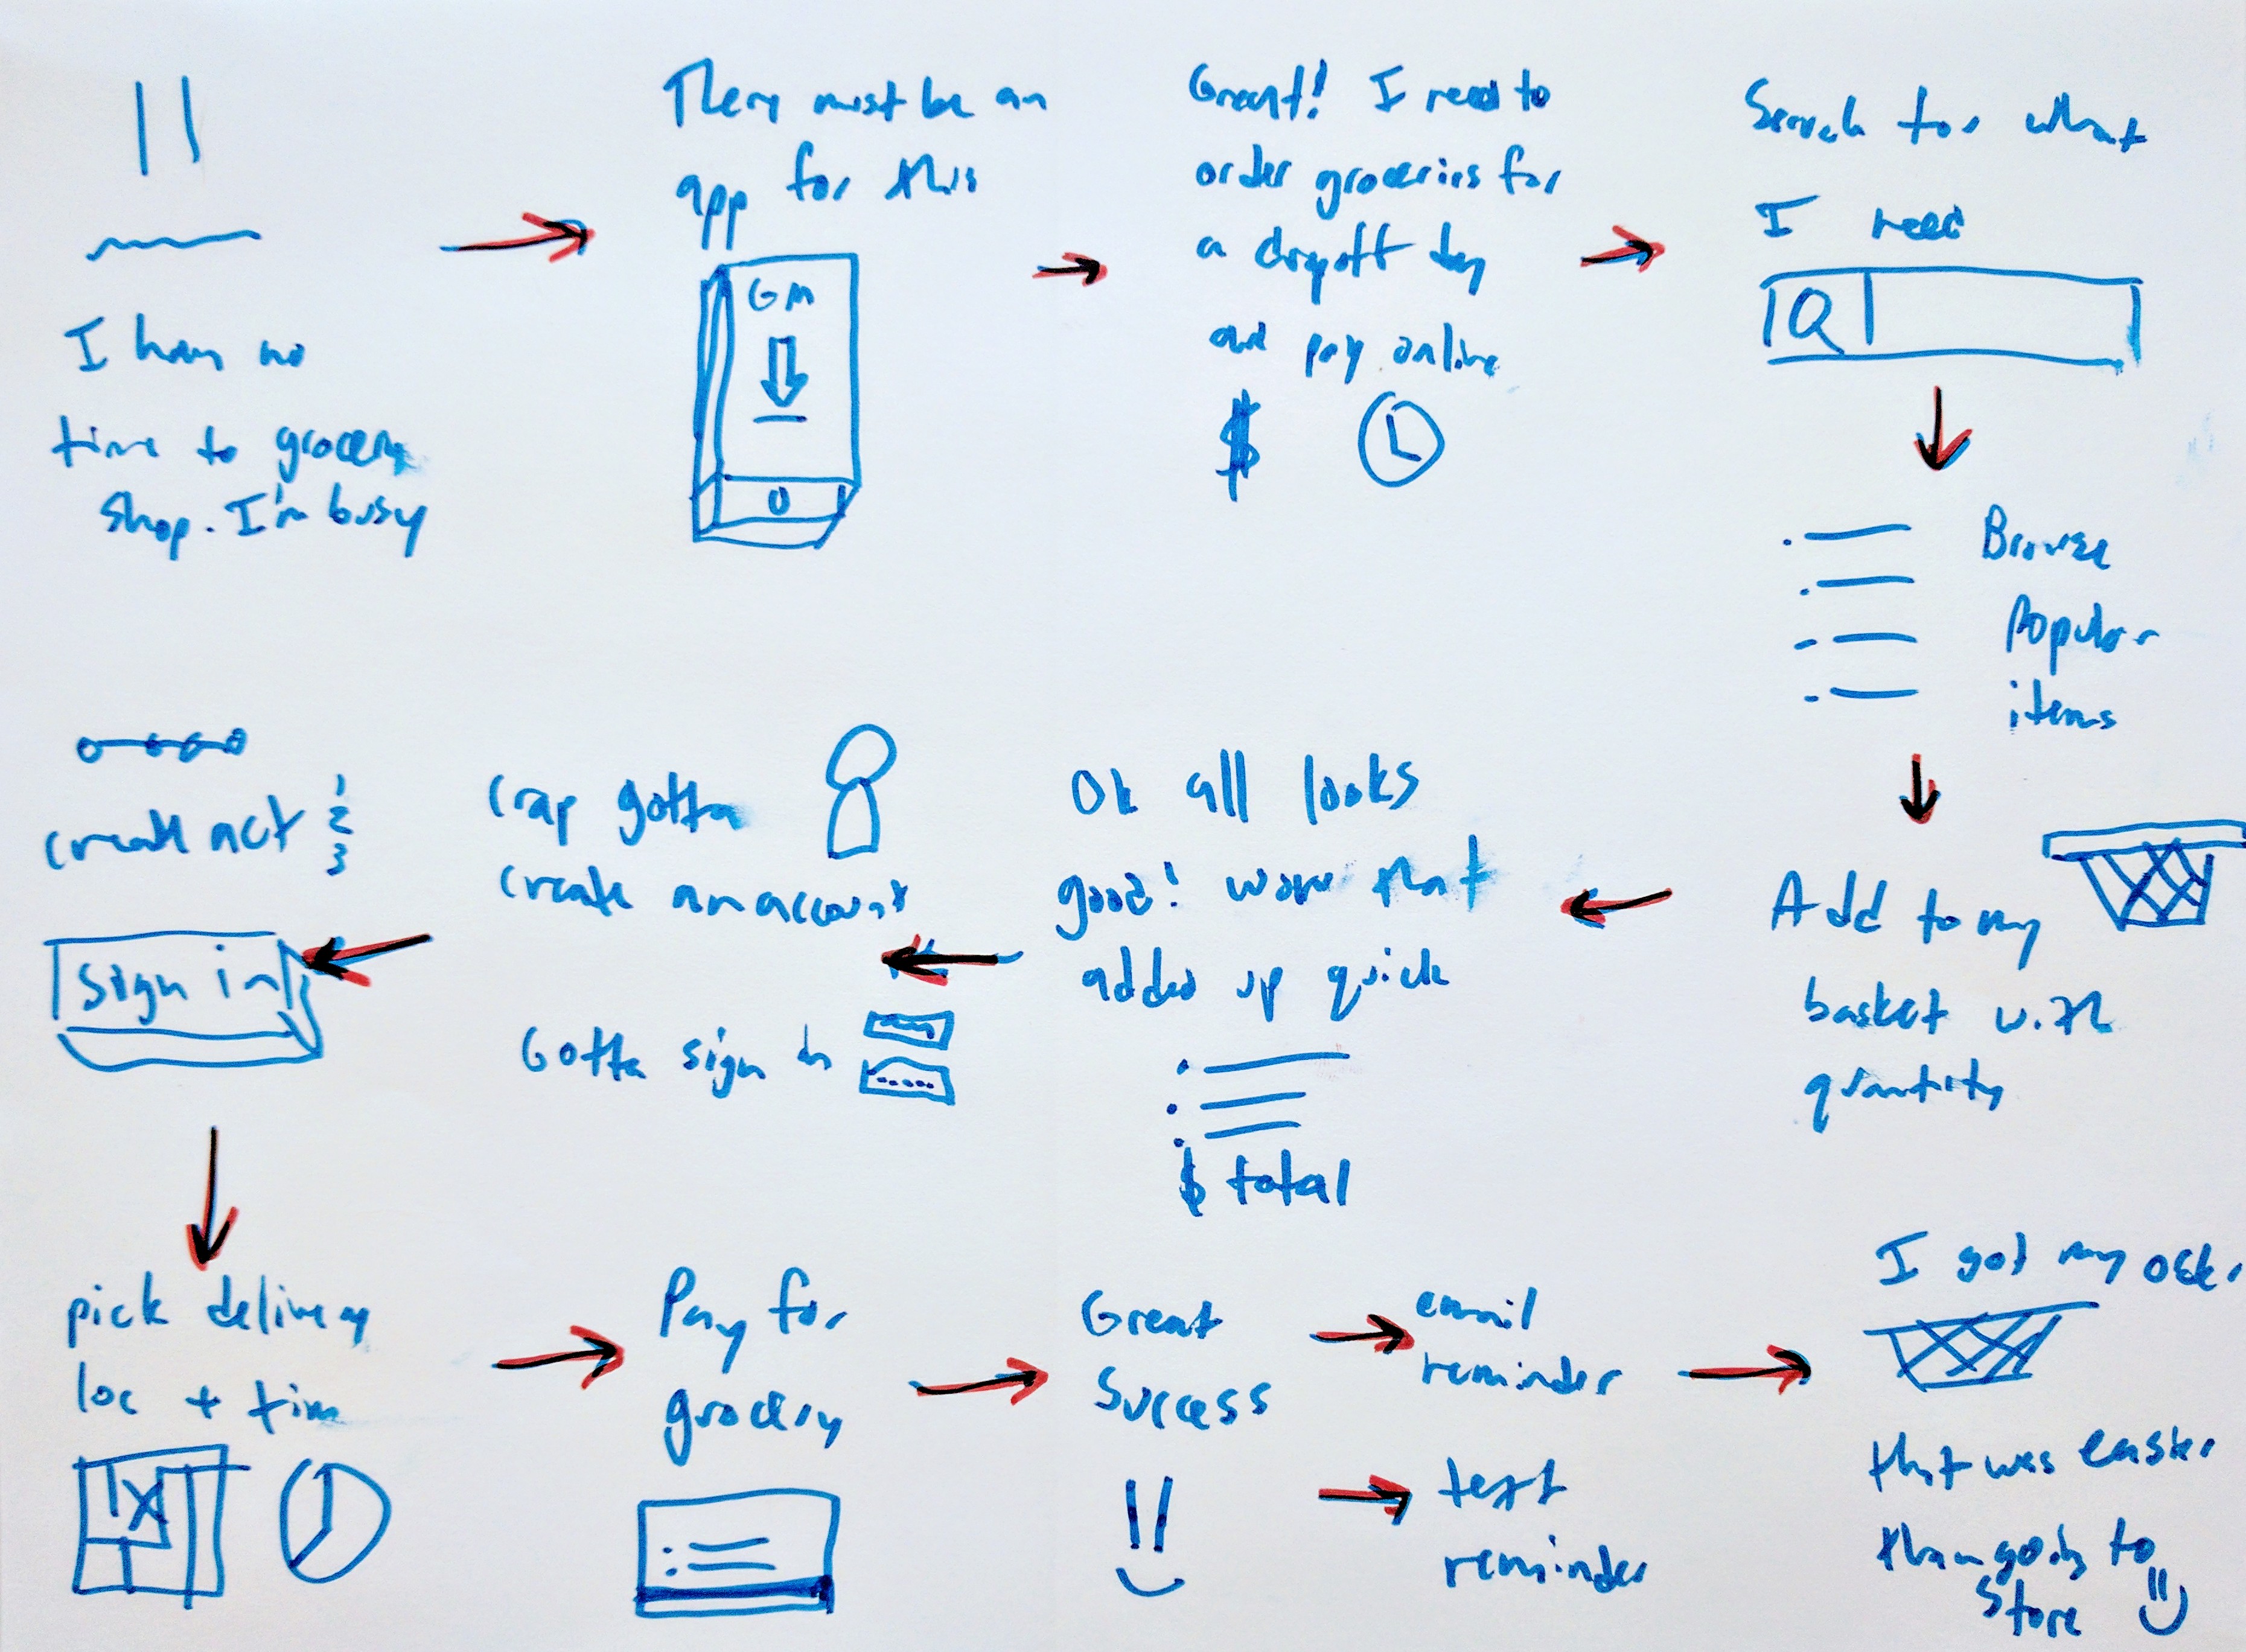 I have no
time to grocery
shop. I'm busy
There must be an
app for this
GM
Great! I need to
order groceries for
a dropoff day
and pay online
$
Search for what
I need
Browse
Popular
items
Add to my
basket with
quantity
Ok all looks
good! wow that
added up quick
$ total
crap gotta
create an account
Gotta sign in
create act 1
2
3
Sign in
pick delivery
loc + time
Pay for
grocery
Great
Success
email
reminder
text
reminder
I got my order
that was easier
than going to
Store